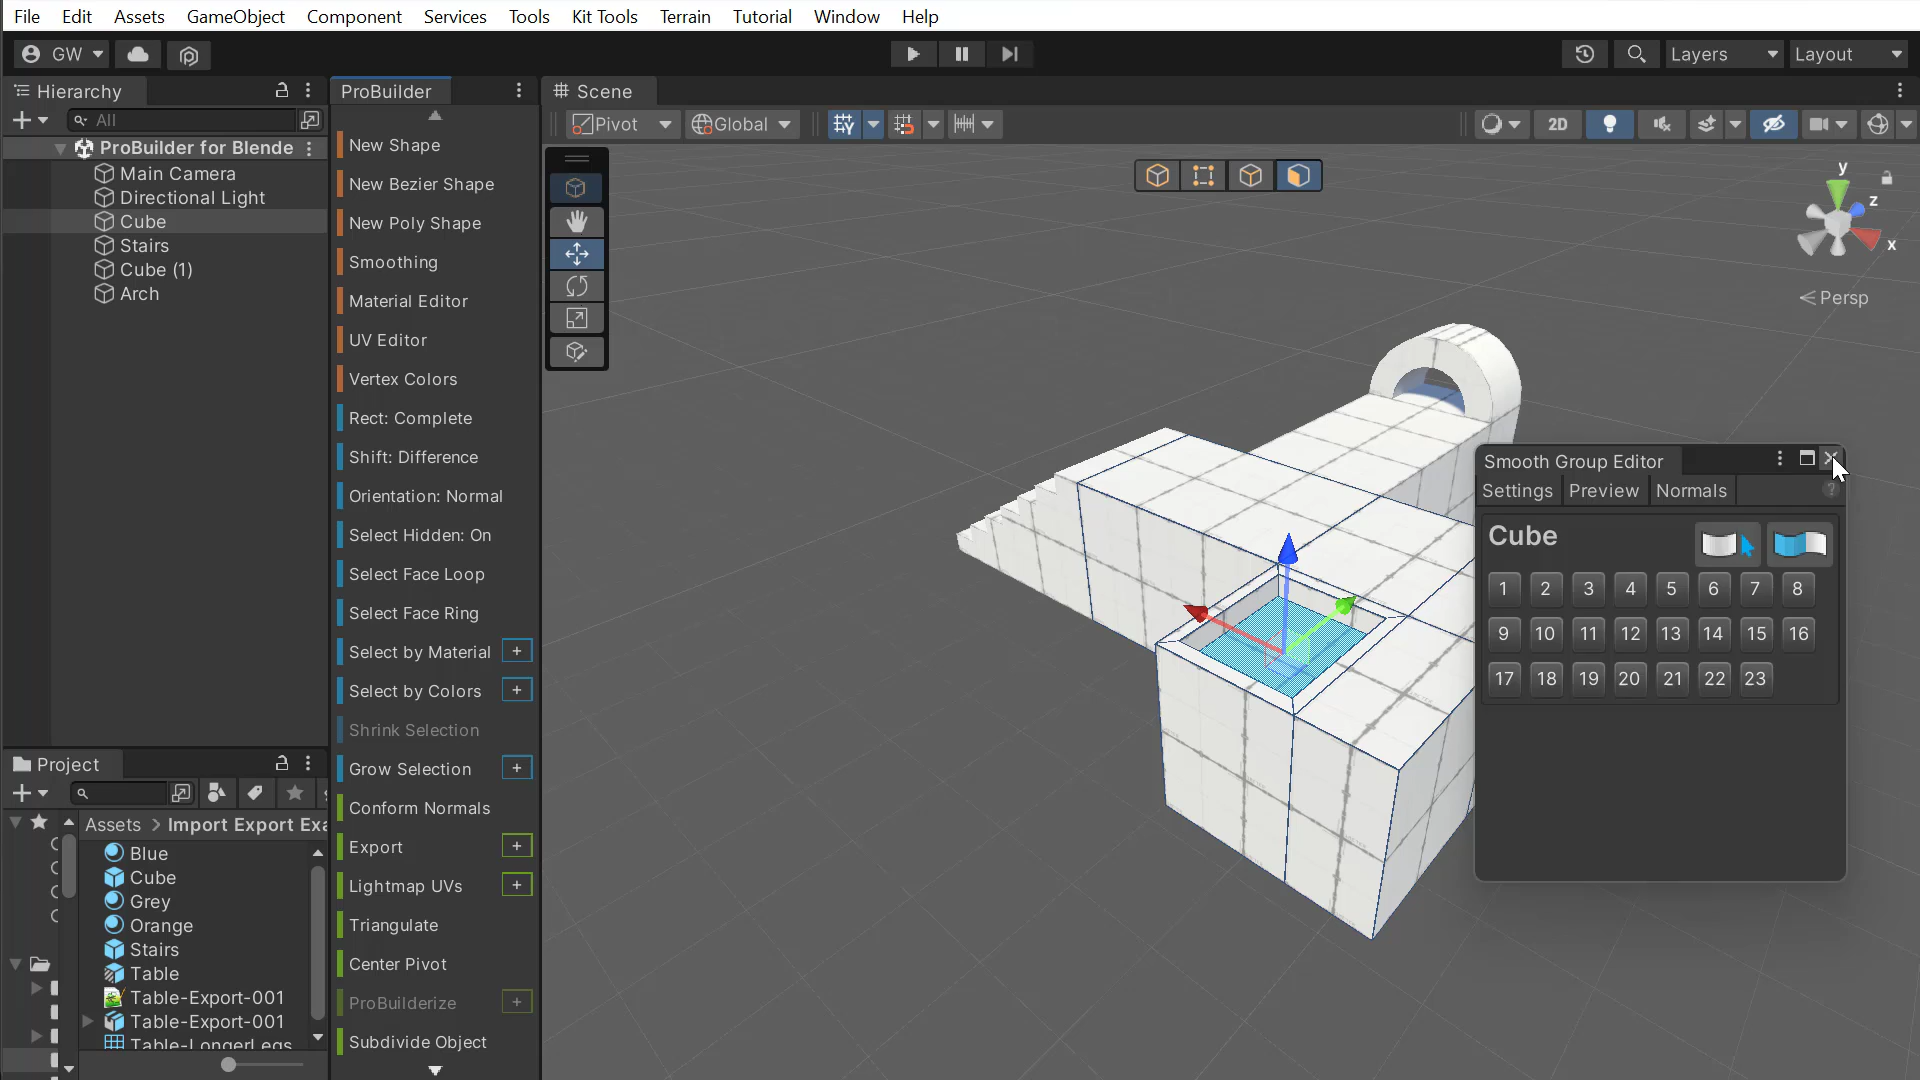 File Edit Assets GameObject Component Services Tools Kit Tools Terrain Tutorial Window Help
GW
Layers
Layout
Hierarchy
All
ProBuilder for Blende
Main Camera
Directional Light
Cube
Stairs
Cube (1)
Arch
ProBuilder
New Shape
New Bezier Shape
New Poly Shape
Smoothing
Material Editor
UV Editor
Vertex Colors
Rect: Complete
Shift: Difference
Orientation: Normal
Select Hidden: On
Select Face Loop
Select Face Ring
Select by Material +
Select by Colors +
Shrink Selection
Grow Selection +
Conform Normals
Export +
Lightmap UVs +
Triangulate
Center Pivot
ProBuilderize +
Subdivide Object
Scene
Pivot Global 2D
y
z
x
Persp
Smooth Group Editor
Settings Preview Normals ?
Cube
1 2 3 4 5 6 7 8
9 10 11 12 13 14 15 16
17 18 19 20 21 22 23
Project
Assets > Import Export Exa
Blue
Cube
Grey
Orange
Stairs
Table
Table-Export-001
Table-Export-001
Table-LongerLegs